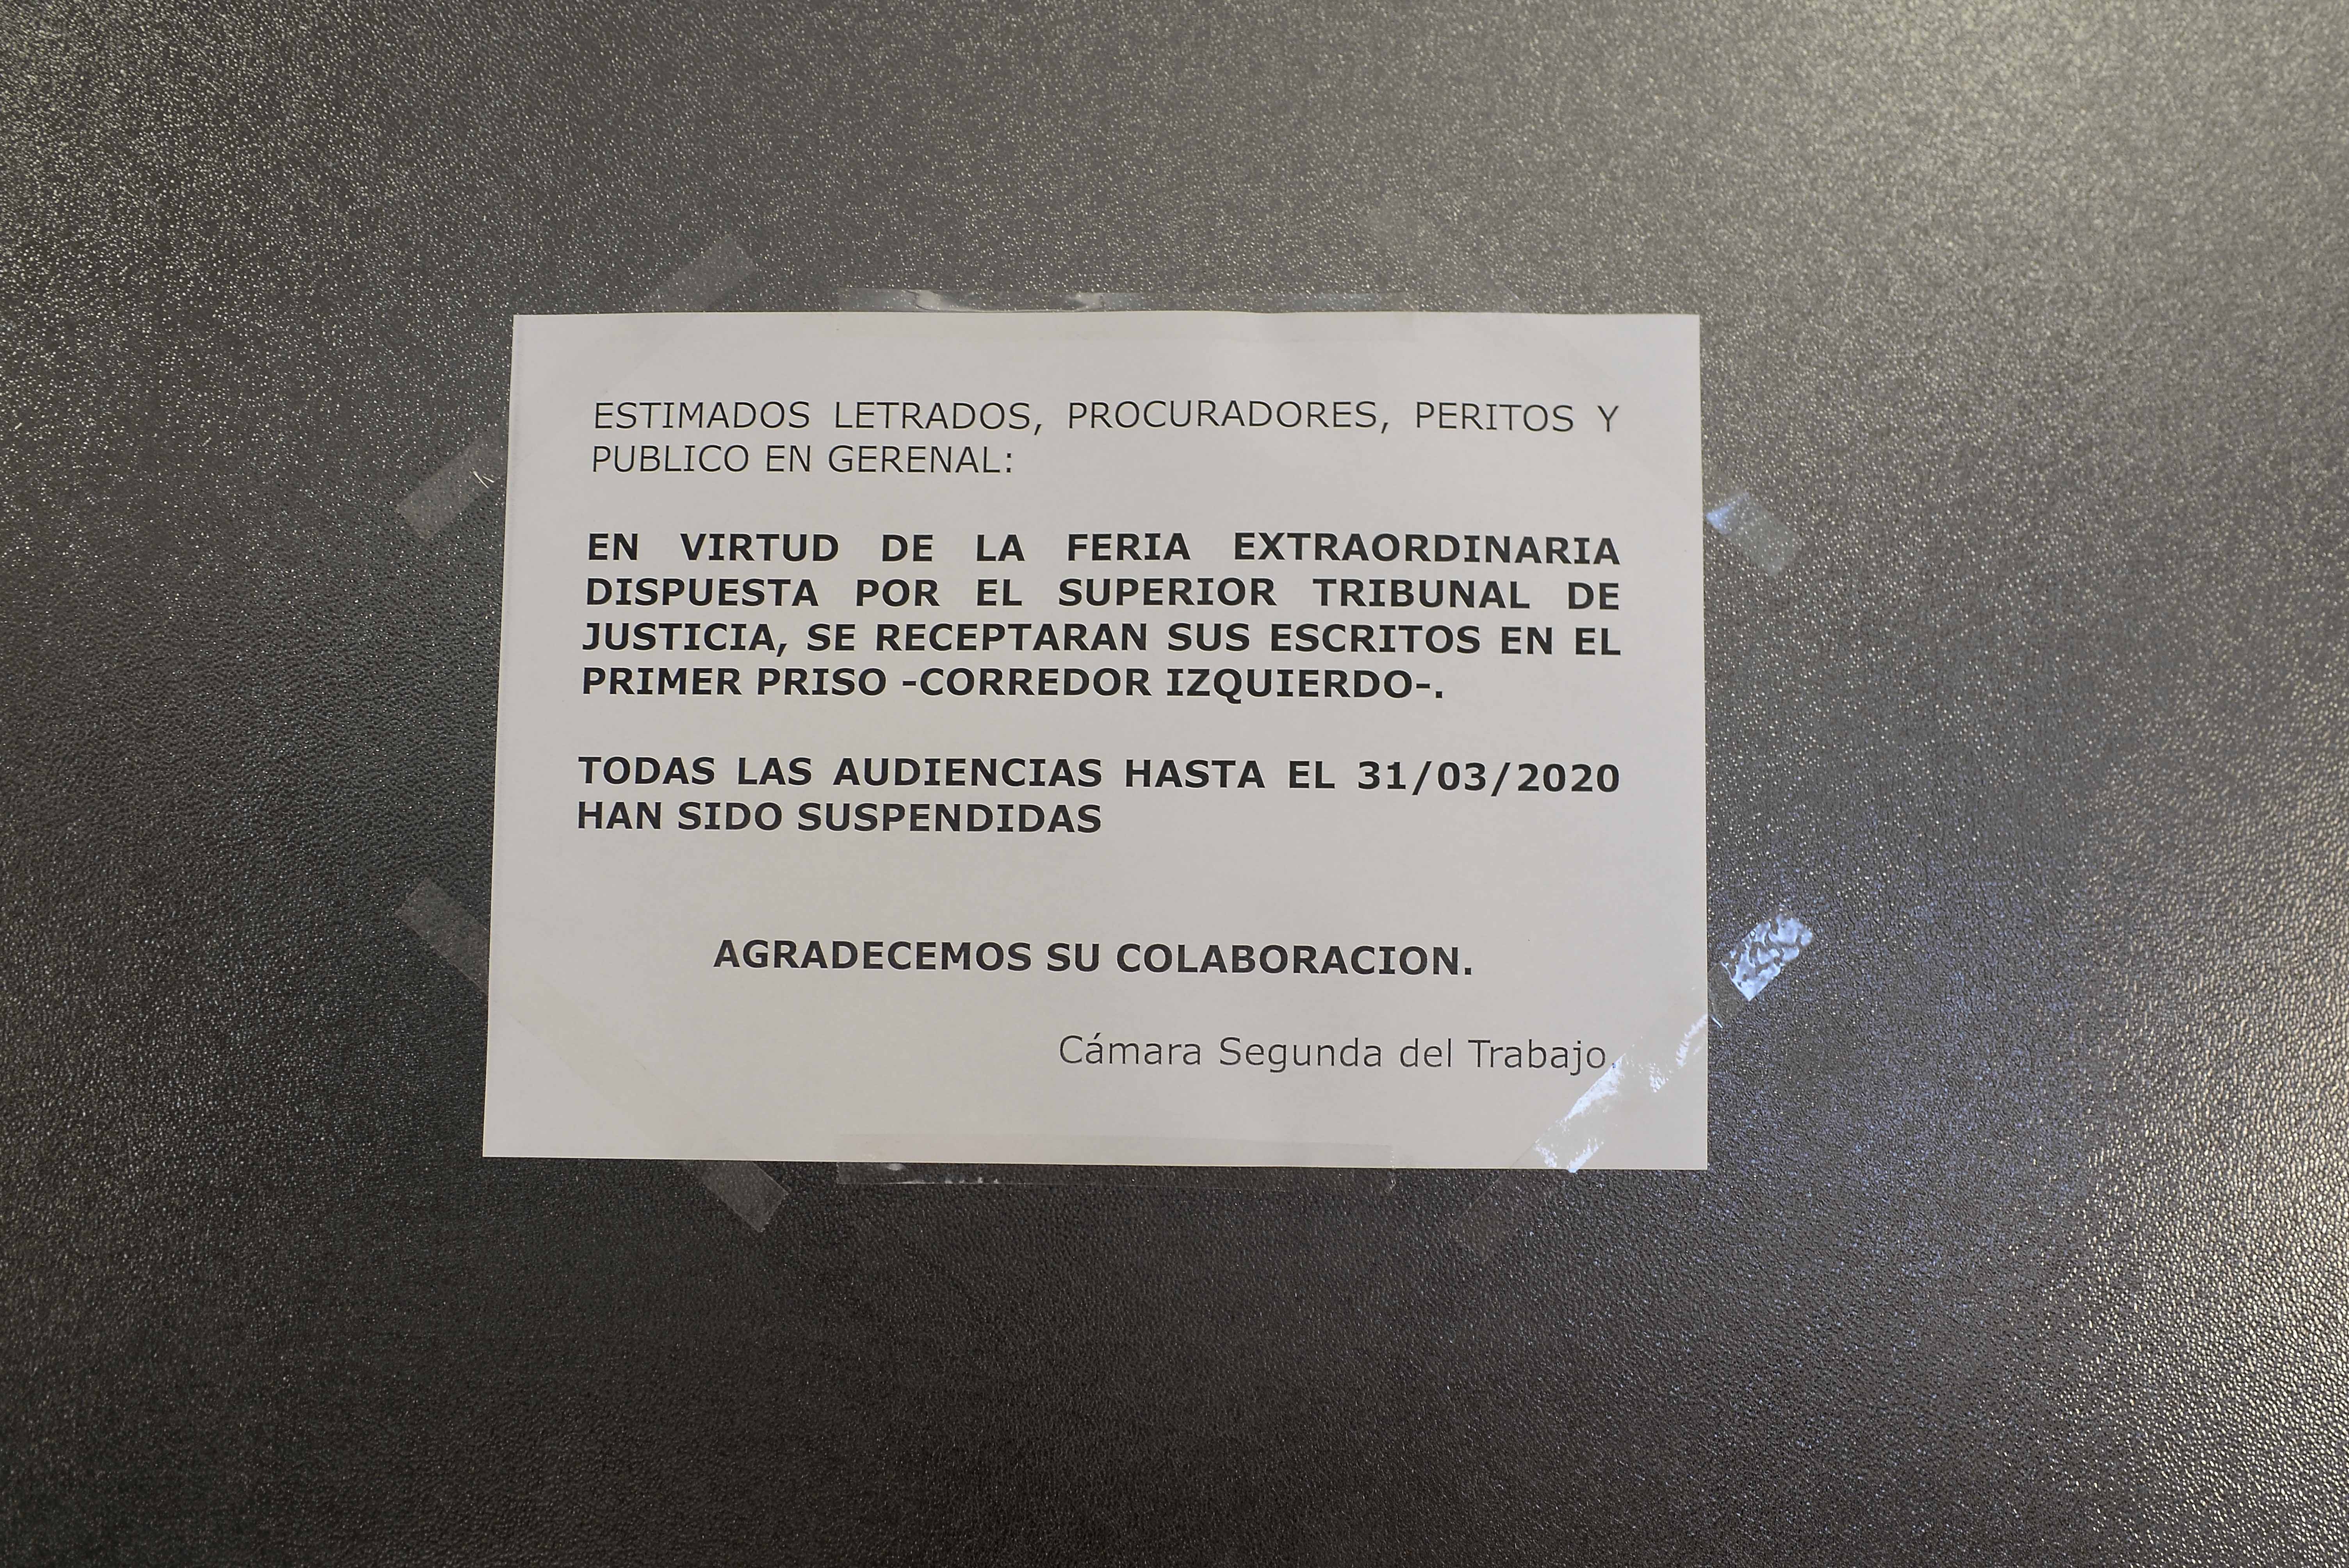 ESTIMADOS LETRADOS, PROCURADORES, PERITOS Y
PUBLICO EN GERENAL:
EN VIRTUD DE LA FERIA EXTRAORDINARIA
DISPUESTA POR EL SUPERIOR TRIBUNAL DE
JUSTICIA, SE RECEPTARAN SUS ESCRITOS EN EL
PRIMER PRISO -CORREDOR IZQUIERDO-.
TODAS LAS AUDIENCIAS HASTA EL 31/03/2020
HAN SIDO SUSPENDIDAS
AGRADECEMOS SU COLABORACION.
Cámara Segunda del Trabajo.